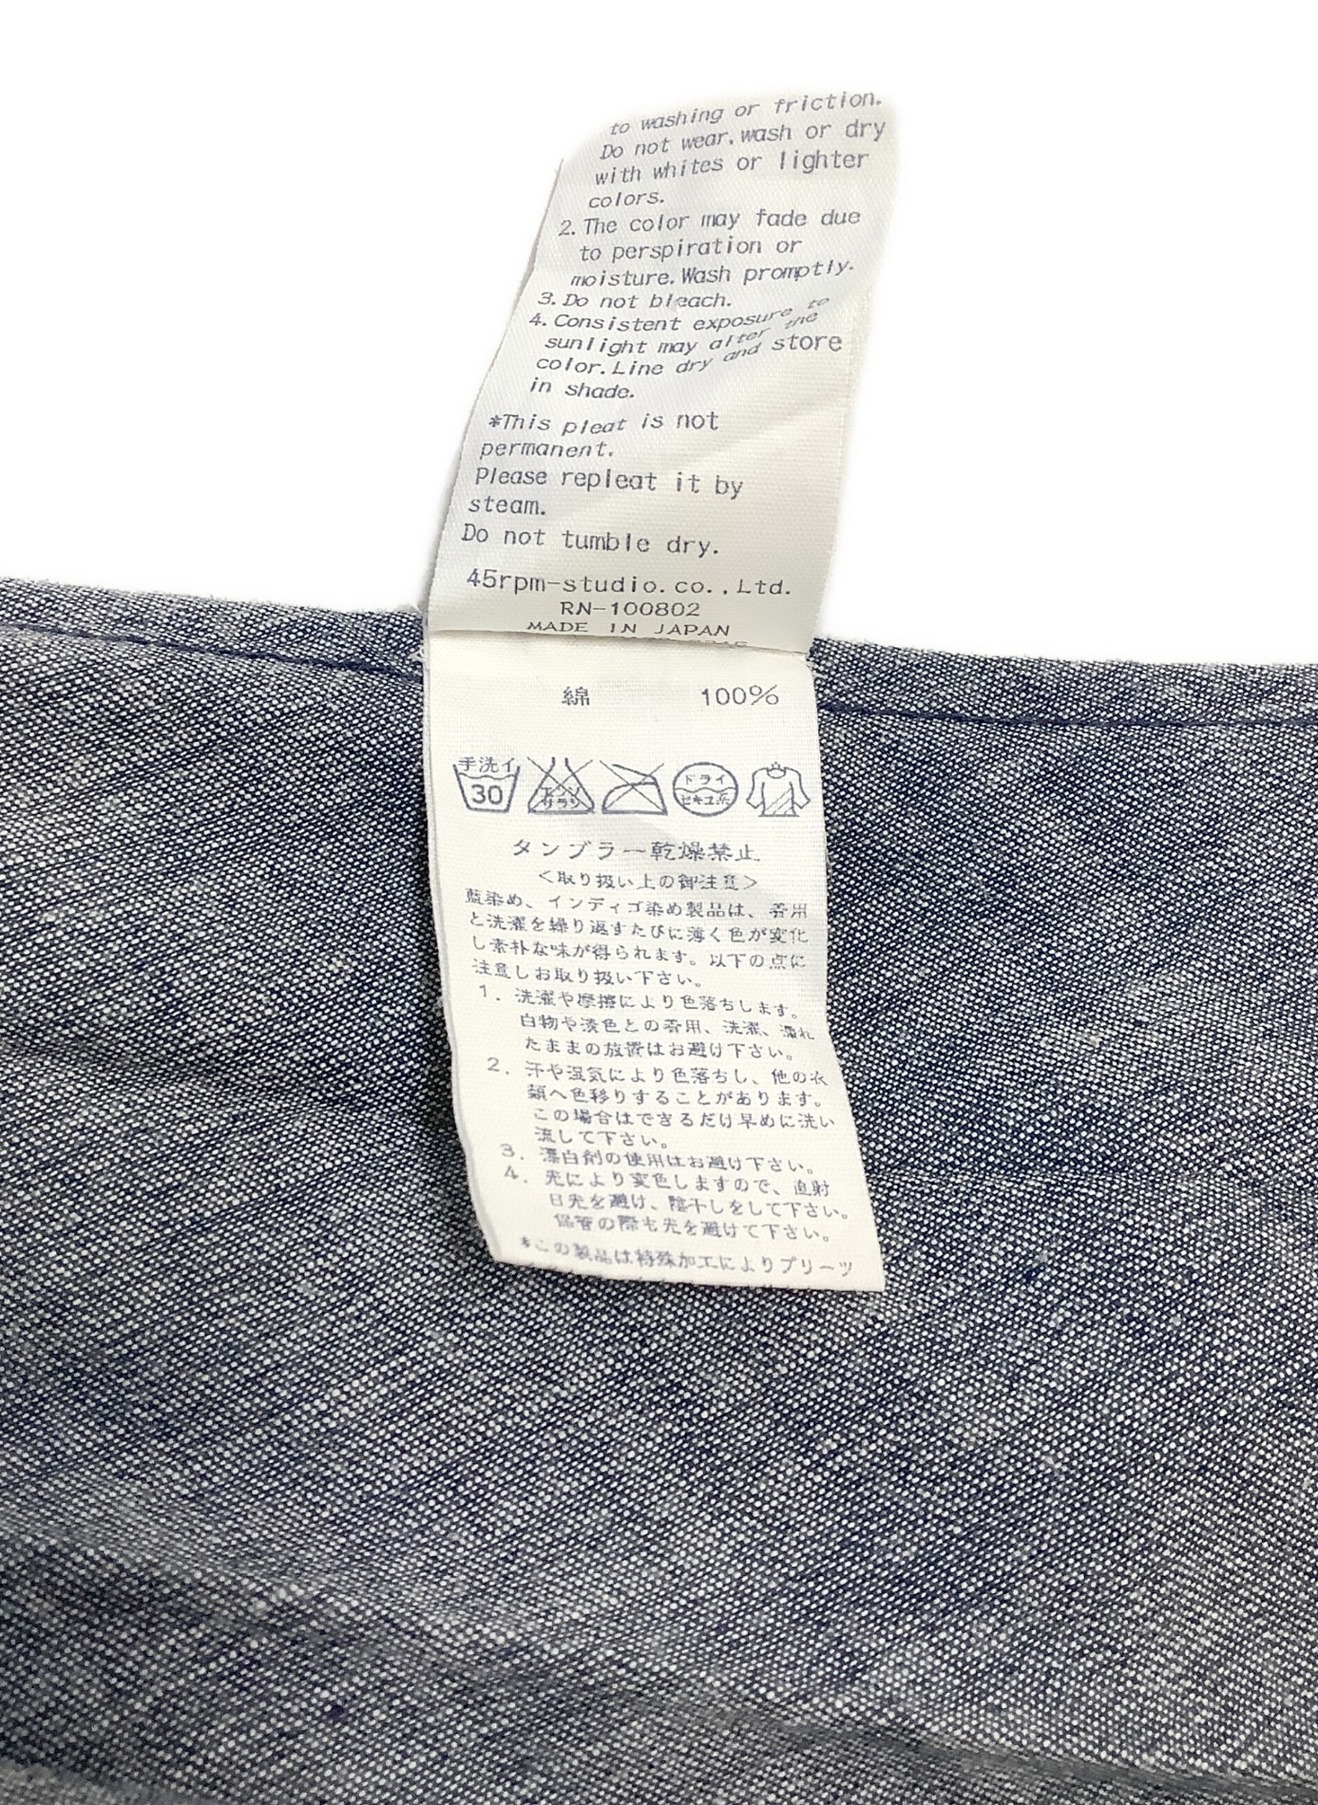 to washing or friction.
Do not wear, wash or dry
with whites or lighter
colors.
2. The color may fade due
to perspiration or
moisture. Wash promptly.
3. Do not bleach.
4. Consistent exposure to
sunlight may alter the
color. Line dry and store
in shade.
*This pleat is not
permanent.
Please repleat it by
steam.
Do not tumble dry.
45rpm-studio.co.,Ltd.
RN-100802
MADE IN JAPAN
綿 100%
手洗イ
30
エンソ
サラシ
ドライ
セキユ系
タンブラー乾燥禁止
<取り扱い上の御注意>
藍染め、インディゴ染め製品は、着用
と洗濯を繰り返すたびに薄く色が変化
し素朴な味が得られます。以下の点に
注意しお取り扱い下さい。
1. 洗濯や摩擦により色落ちします。
白物や淡色との着用、洗濯、濡れ
たままの放置はお避け下さい。
2. 汗や湿気により色落ちし、他の衣
類へ色移りすることがあります。
この場合はできるだけ早めに洗い
流して下さい。
3. 漂白剤の使用はお避け下さい。
4. 光により変色しますので、直射
日光を避け、陰干しをして下さい。
保管の際も光を避けて下さい。
*この製品は特殊加工によりプリーツ